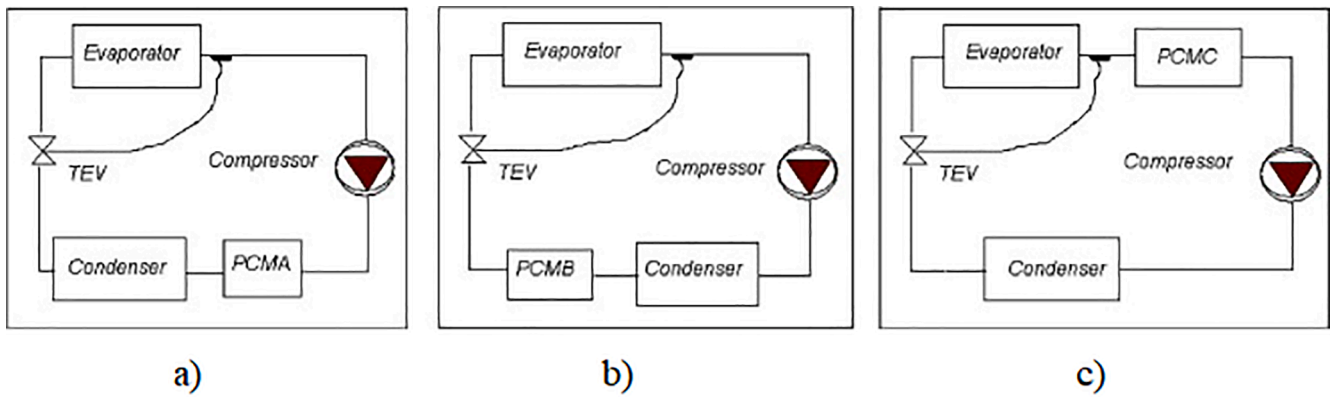 Evaporator
TEV
Compressor
Condenser
PCMA
a)
Evaporator
TEV
Compressor
PCMB
Condenser
b)
Evaporator
PCMC
TEV
Compressor
Condenser
c)